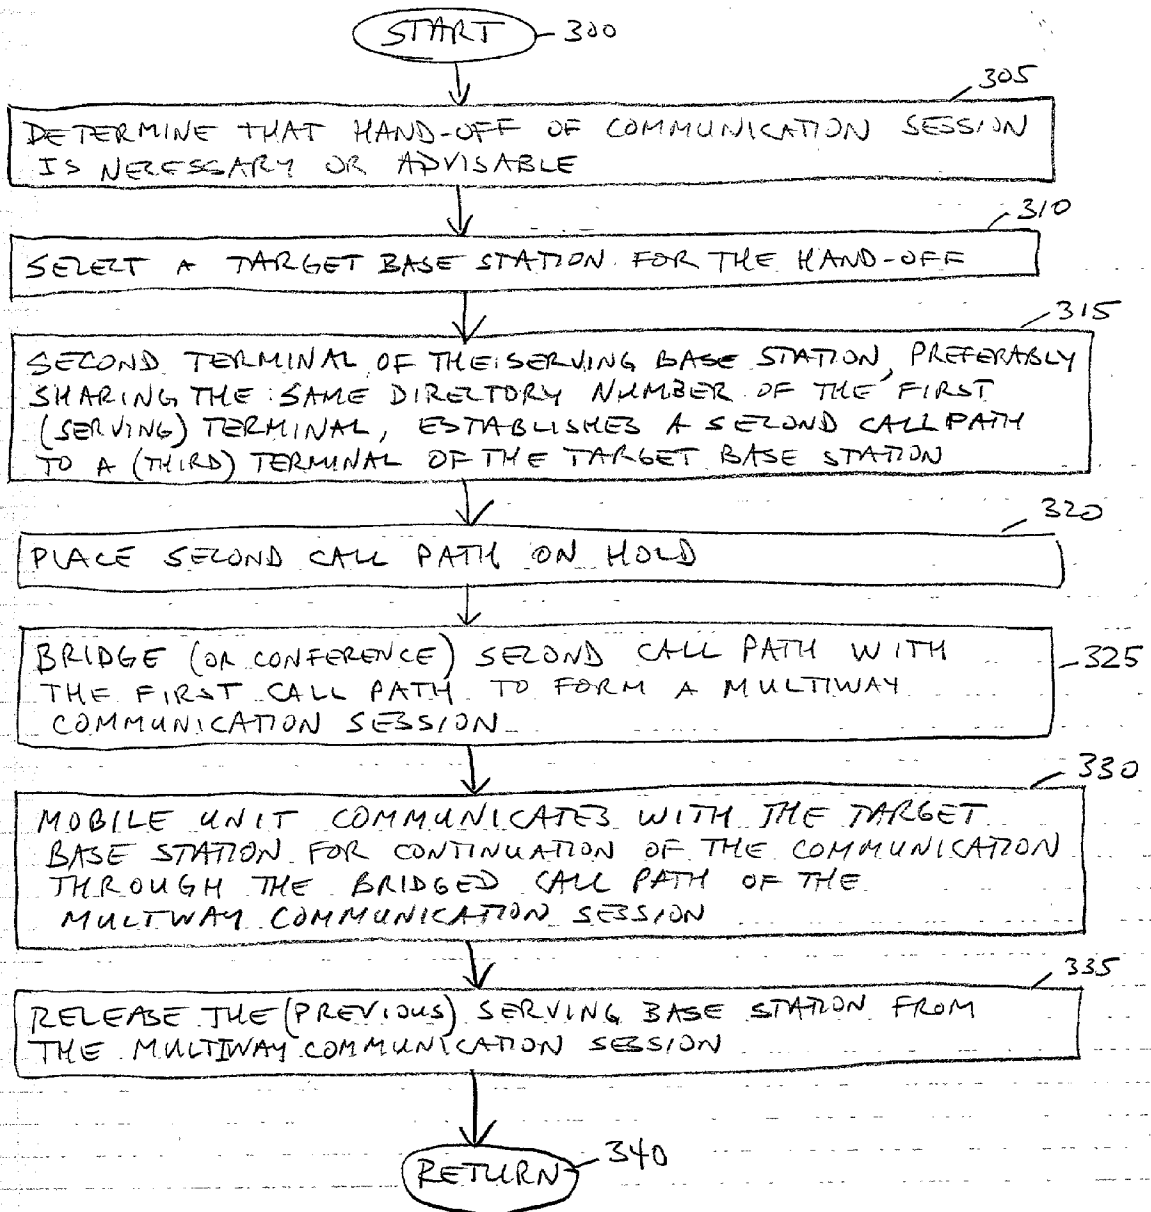 START 300
305
DETERMINE THAT HAND-OFF OF COMMUNICATION SESSION
IS NECESSARY OR ADVISABLE
310
SELECT A TARGET BASE STATION FOR THE HAND-OFF
315
SECOND TERMINAL OF THE SERVING BASE STATION, PREFERABLY
SHARING THE SAME DIRECTORY NUMBER OF THE FIRST
(SERVING) TERMINAL, ESTABLISHES A SECOND CALL PATH
TO A (THIRD) TERMINAL OF THE TARGET BASE STATION
320
PLACE SECOND CALL PATH ON HOLD
BRIDGE (OR CONFERENCE) SECOND CALL PATH WITH
THE FIRST CALL PATH TO FORM A MULTIWAY
COMMUNICATION SESSION
325
330
MOBILE UNIT COMMUNICATES WITH THE TARGET
BASE STATION FOR CONTINUATION OF THE COMMUNICATION
THROUGH THE BRIDGED CALL PATH OF THE
MULTWAY COMMUNICATION SESSION
335
RELEASE THE (PREVIOUS) SERVING BASE STATION FROM
THE MULTIWAY COMMUNICATION SESSION
RETURN 340